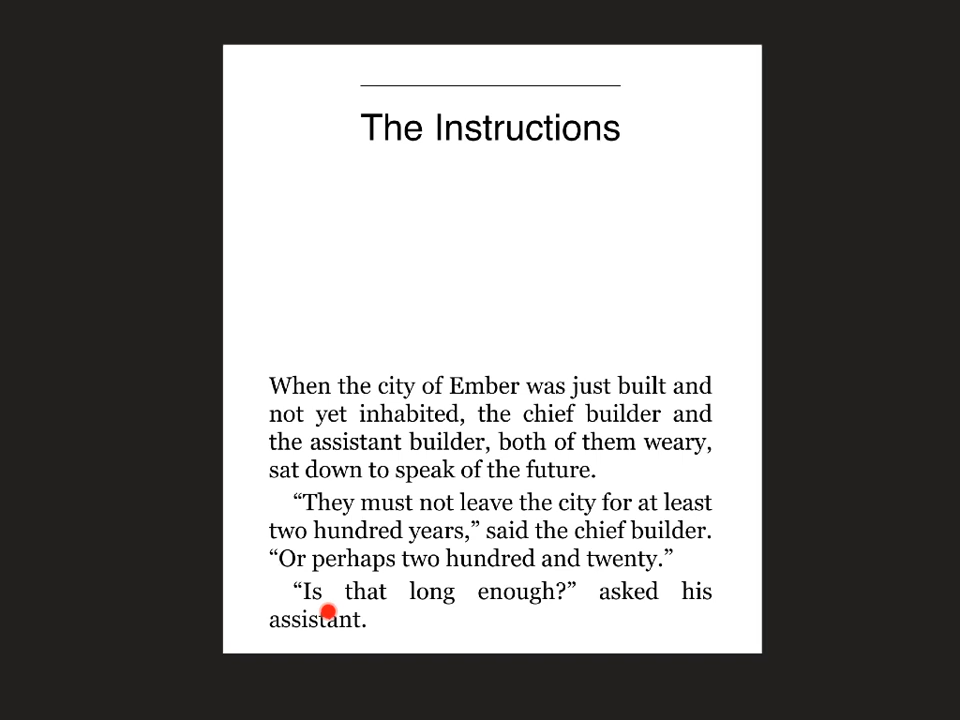 The Instructions
When the city of Ember was just built and
not yet inhabited, the chief builder and
the assistant builder, both of them weary,
sat down to speak of the future.
“They must not leave the city for at least
two hundred years,” said the chief builder.
“Or perhaps two hundred and twenty.”
“Is that long enough?” asked his
assistant.